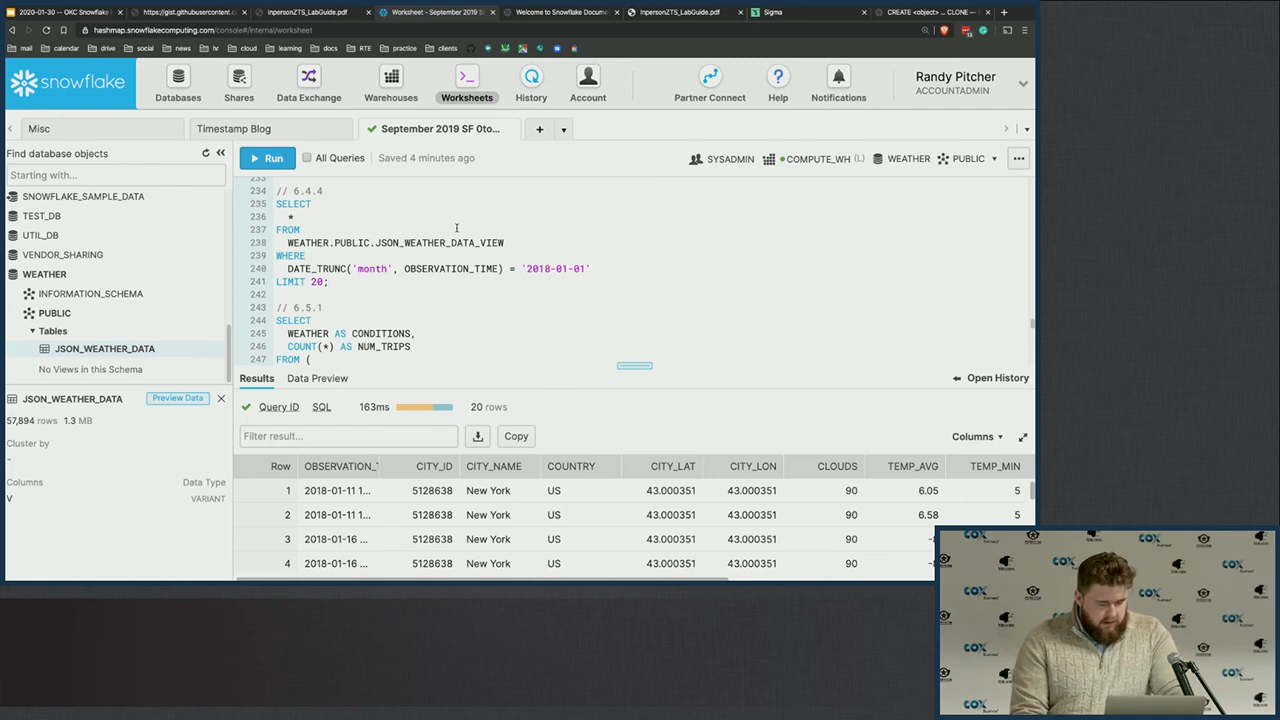 2020-01-30 -- OKC Snowflake
https://gist.githubusercontent.
InpersonZTS_LabGuide.pdf
Worksheet - September 2019 S
Welcome to Snowflake Docume
InpersonZTS_LabGuide.pdf
Sigma
CREATE <object> … CLONE
hashmap.snowflakecomputing.com/console#/internal/worksheet
mail calendar drive social news hr cloud learning docs RTE practice clients
snowflake
Databases Shares Data Exchange Warehouses Worksheets History Account Partner Connect Help Notifications
Randy Pitcher
ACCOUNTADMIN
Misc Timestamp Blog September 2019 SF 0to...
Find database objects
Starting with...
SNOWFLAKE_SAMPLE_DATA
TEST_DB
UTIL_DB
VENDOR_SHARING
WEATHER
INFORMATION_SCHEMA
PUBLIC
Tables
JSON_WEATHER_DATA
No Views in this Schema
JSON_WEATHER_DATA Preview Data
57,894 rows 1.3 MB
Cluster by
-
Columns Data Type
V VARIANT
Run All Queries Saved 4 minutes ago SYSADMIN COMPUTE_WH (L) WEATHER PUBLIC
233
234 // 6.4.4
235 SELECT
236 *
237 FROM
238 WEATHER.PUBLIC.JSON_WEATHER_DATA_VIEW
239 WHERE
240 DATE_TRUNC('month', OBSERVATION_TIME) = '2018-01-01'
241 LIMIT 20;
242
243 // 6.5.1
244 SELECT
245 WEATHER AS CONDITIONS,
246 COUNT(*) AS NUM_TRIPS
247 FROM (
Results Data Preview Open History
Query ID SQL 163ms 20 rows
Filter result... Copy Columns
Row OBSERVATION_T CITY_ID CITY_NAME COUNTRY CITY_LAT CITY_LON CLOUDS TEMP_AVG TEMP_MIN
1 2018-01-11 1... 5128638 New York US 43.000351 43.000351 90 6.05 5
2 2018-01-11 1... 5128638 New York US 43.000351 43.000351 90 6.58 5
3 2018-01-16 ... 5128638 New York US 43.000351 43.000351 90
4 2018-01-16 ... 5128638 New York US 43.000351 43.000351 90
COX